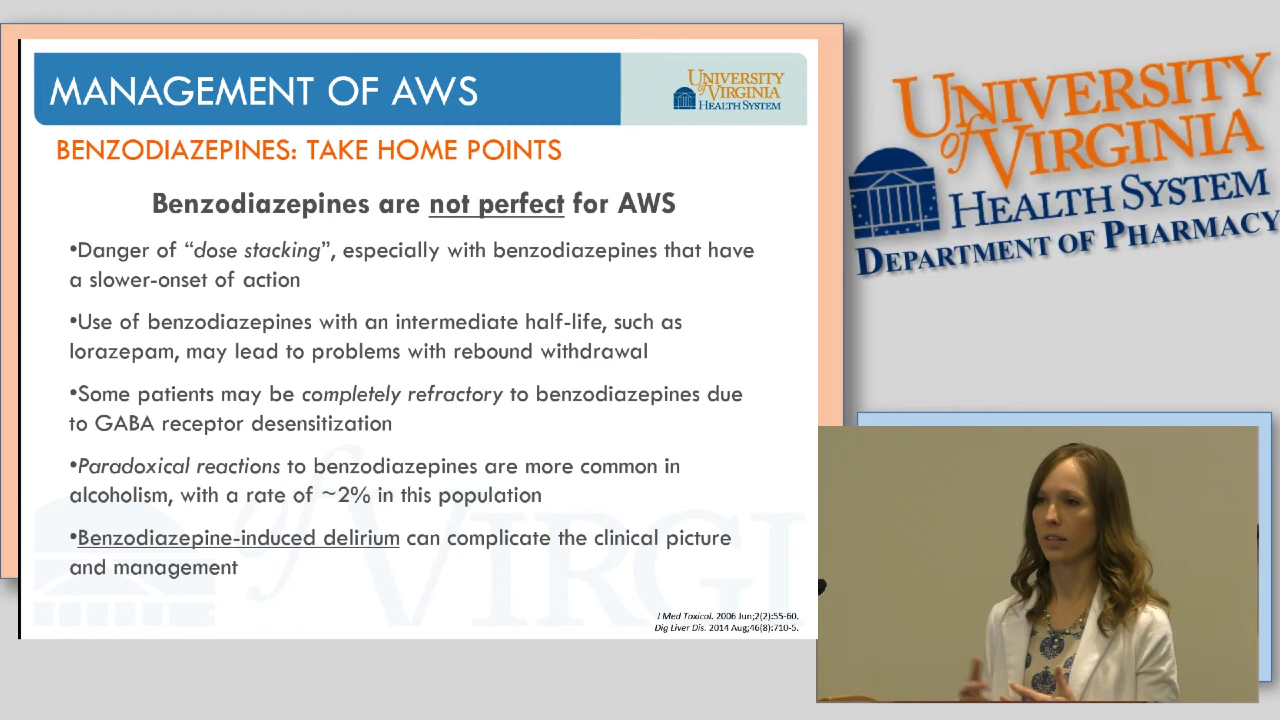 MANAGEMENT OF AWS
UNIVERSITY
of VIRGINIA
HEALTH SYSTEM
BENZODIAZEPINES: TAKE HOME POINTS
Benzodiazepines are not perfect for AWS
•Danger of “dose stacking”, especially with benzodiazepines that have
a slower-onset of action
•Use of benzodiazepines with an intermediate half-life, such as
lorazepam, may lead to problems with rebound withdrawal
•Some patients may be completely refractory to benzodiazepines due
to GABA receptor desensitization
•Paradoxical reactions to benzodiazepines are more common in
alcoholism, with a rate of ~2% in this population
•Benzodiazepine-induced delirium can complicate the clinical picture
and management
of VIRGI
J Med Toxicol. 2006 Jun;2(2):55-60.
Dig Liver Dis. 2014 Aug;46(8):710-5.
UNIVERSITY
of VIRGINIA
HEALTH SYSTEM
DEPARTMENT OF PHARMACY